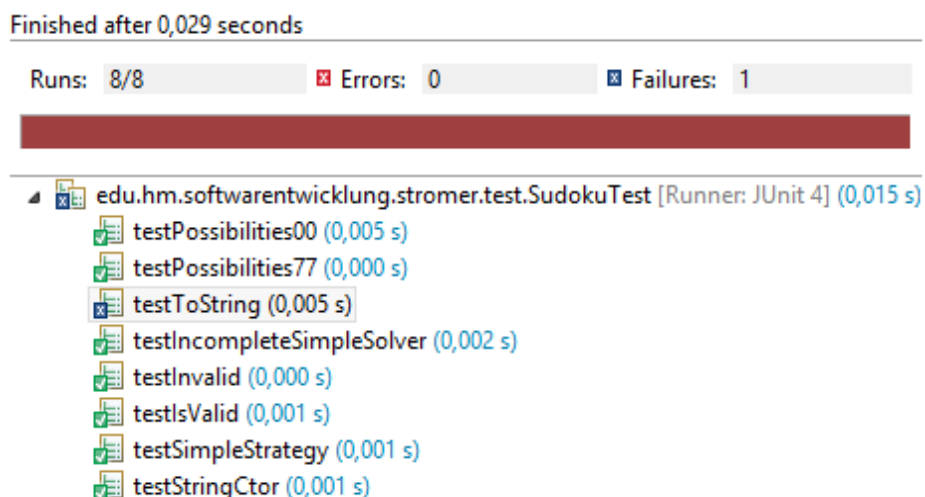 Finished after 0,029 seconds
Runs: 8/8 Errors: 0 Failures: 1
edu.hm.softwarentwicklung.stromer.test.SudokuTest [Runner: JUnit 4] (0,015 s)
testPossibilities00 (0,005 s)
testPossibilities77 (0,000 s)
testToString (0,005 s)
testIncompleteSimpleSolver (0,002 s)
testInvalid (0,000 s)
testIsValid (0,001 s)
testSimpleStrategy (0,001 s)
testStringCtor (0,001 s)